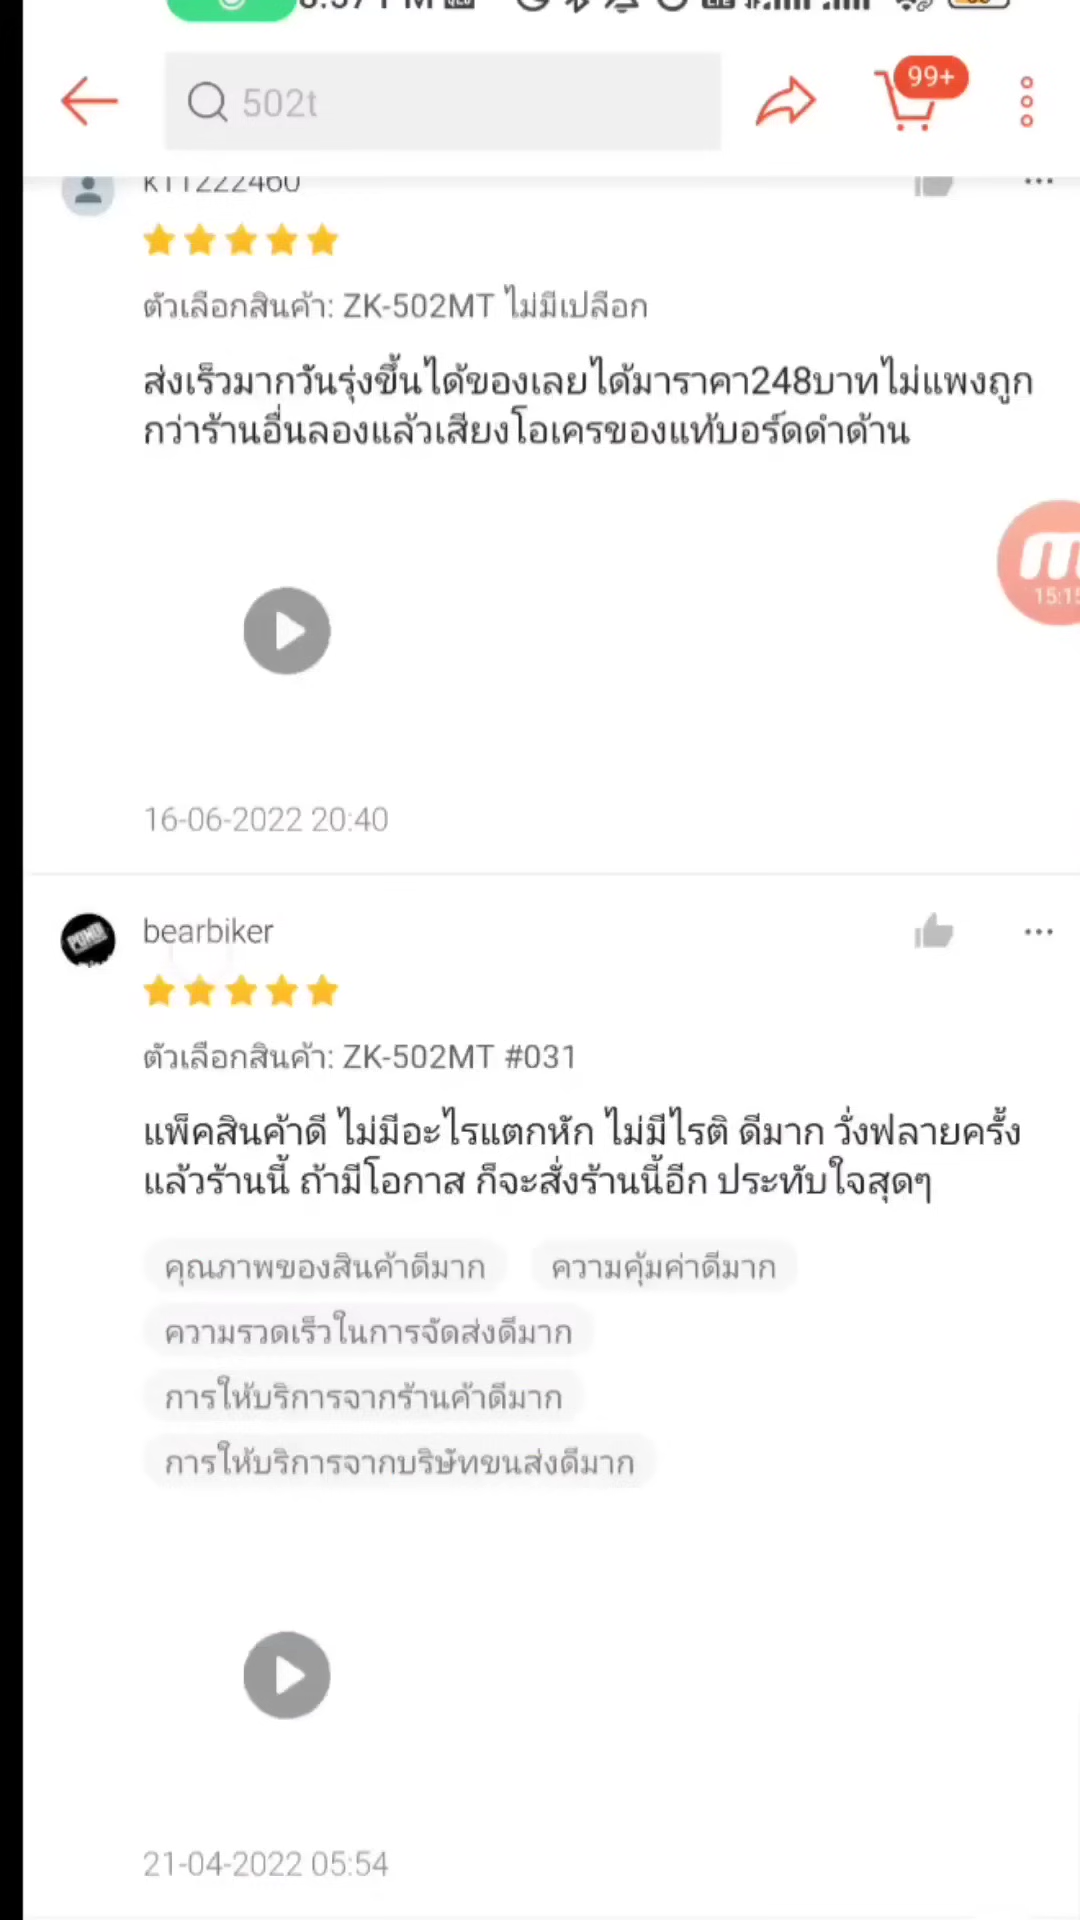 502t
99+
ตัวเลือกสินค้า: ZK-502MT ไม่มีเปลือก
ส่งเร็วมากวันรุ่งขึ้นได้ของเลยได้มาราคา248บาทไม่แพงถูก
กว่าร้านอื่นลองแล้วเสียงโอเครของแท้บอร์ดดำด้าน
15:15
16-06-2022 20:40
bearbiker
ตัวเลือกสินค้า: ZK-502MT #031
แพ็คสินค้าดี ไม่มีอะไรแตกหัก ไม่มีไรติ ดีมาก วั่งฟลายครั้ง
แล้วร้านนี้ ถ้ามีโอกาส ก็จะสั่งร้านนี้อีก ประทับใจสุดๆ
คุณภาพของสินค้าดีมาก ความคุ้มค่าดีมาก
ความรวดเร็วในการจัดส่งดีมาก
การให้บริการจากร้านค้าดีมาก
การให้บริการจากบริษัทขนส่งดีมาก
21-04-2022 05:54